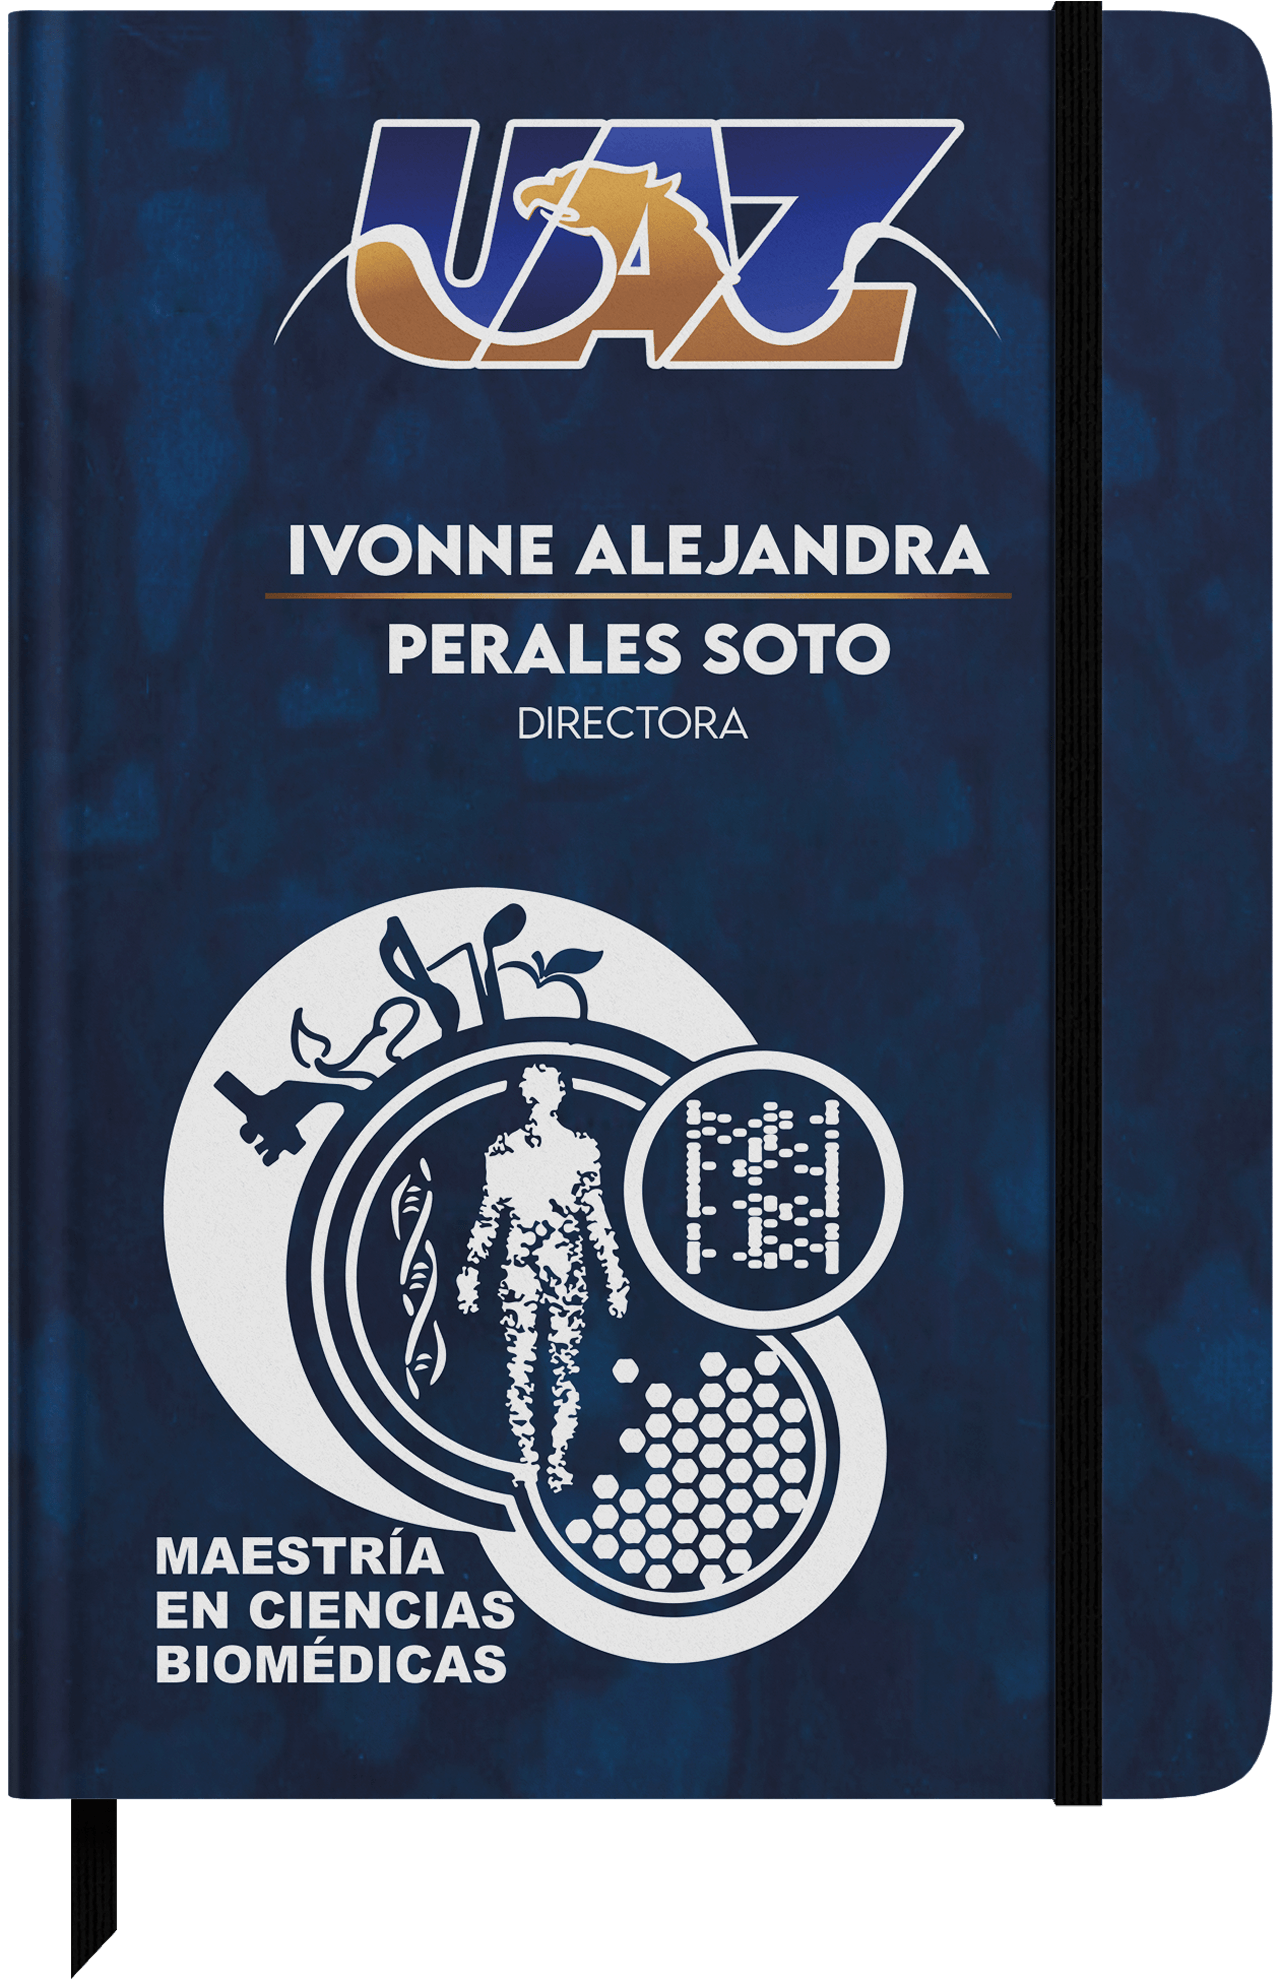 UAZ
IVONNE ALEJANDRA
PERALES SOTO
DIRECTORA
MAESTRÍA
EN CIENCIAS
BIOMÉDICAS